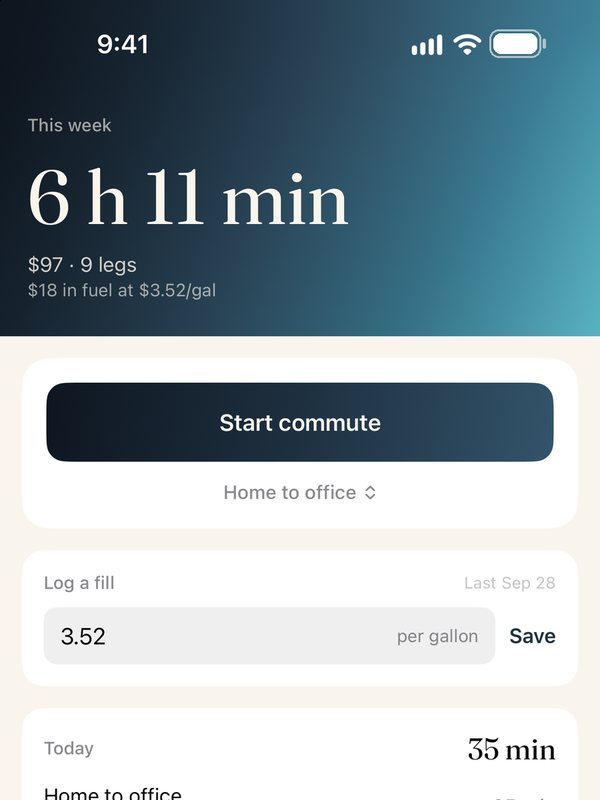 9:41
This week
6 h 11 min
$97 · 9 legs
$18 in fuel at $3.52/gal
Start commute
Home to office
Log a fill Last Sep 28
3.52 per gallon Save
Today 35 min
Home to office